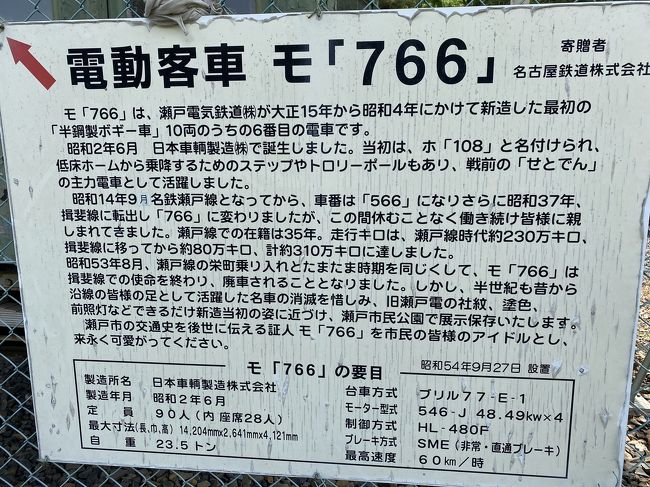 電動客車 モ「766」
寄贈者
名古屋鉄道株式会社
モ「766」は、瀬戸電気鉄道㈱が大正15年から昭和4年にかけて新造した最初の
「半鋼製ボギー車」10両のうちの6番目の電車です。
昭和2年6月 日本車輌製造㈱で誕生しました。当初は、ホ「108」と名付けられ、
低床ホームから乗降するためのステップやトロリーポールもあり、戦前の「せとでん」
の主力電車として活躍しました。
昭和14年9月名鉄瀬戸線となってから、車番は「566」になりさらに昭和37年、
揖斐線に転出し「766」に変わりましたが、この間休むことなく働き続け皆様に親
しまれてきました。瀬戸線での在籍は35年。走行キロは、瀬戸線時代約230万キロ、
揖斐線に移ってから約80万キロ、計約310万キロに達しました。
昭和53年8月、瀬戸線の栄町乗り入れとたまたま時期を同じくして、モ「766」は
揖斐線での使命を終わり、廃車されることとなりました。しかし、半世紀も昔から
沿線の皆様の足として活躍した名車の消滅を惜しみ、旧瀬戸電の社紋、塗色、
前照灯などできるだけ新造当初の姿に近づけ、瀬戸市民公園で展示保存いたします。
瀬戸市の交通史を後世に伝える証人 モ「766」を市民の皆様のアイドルとし、
末永く可愛がってください。
昭和54年9月27日 設置
モ「766」の要目
製造所名 日本車輌製造株式会社
製造年月 昭和2年6月
定員 90人(内 座席28人)
最大寸法(長、巾、高) 14,204mm×2,641mm×4,121mm
自重 23.5トン
台車方式 ブリル77-E-1
モーター型式 546-J 48.49kw×4
制御方式 HL-480F
ブレーキ方式 SME(非常・直通ブレーキ)
最高速度 60km/時